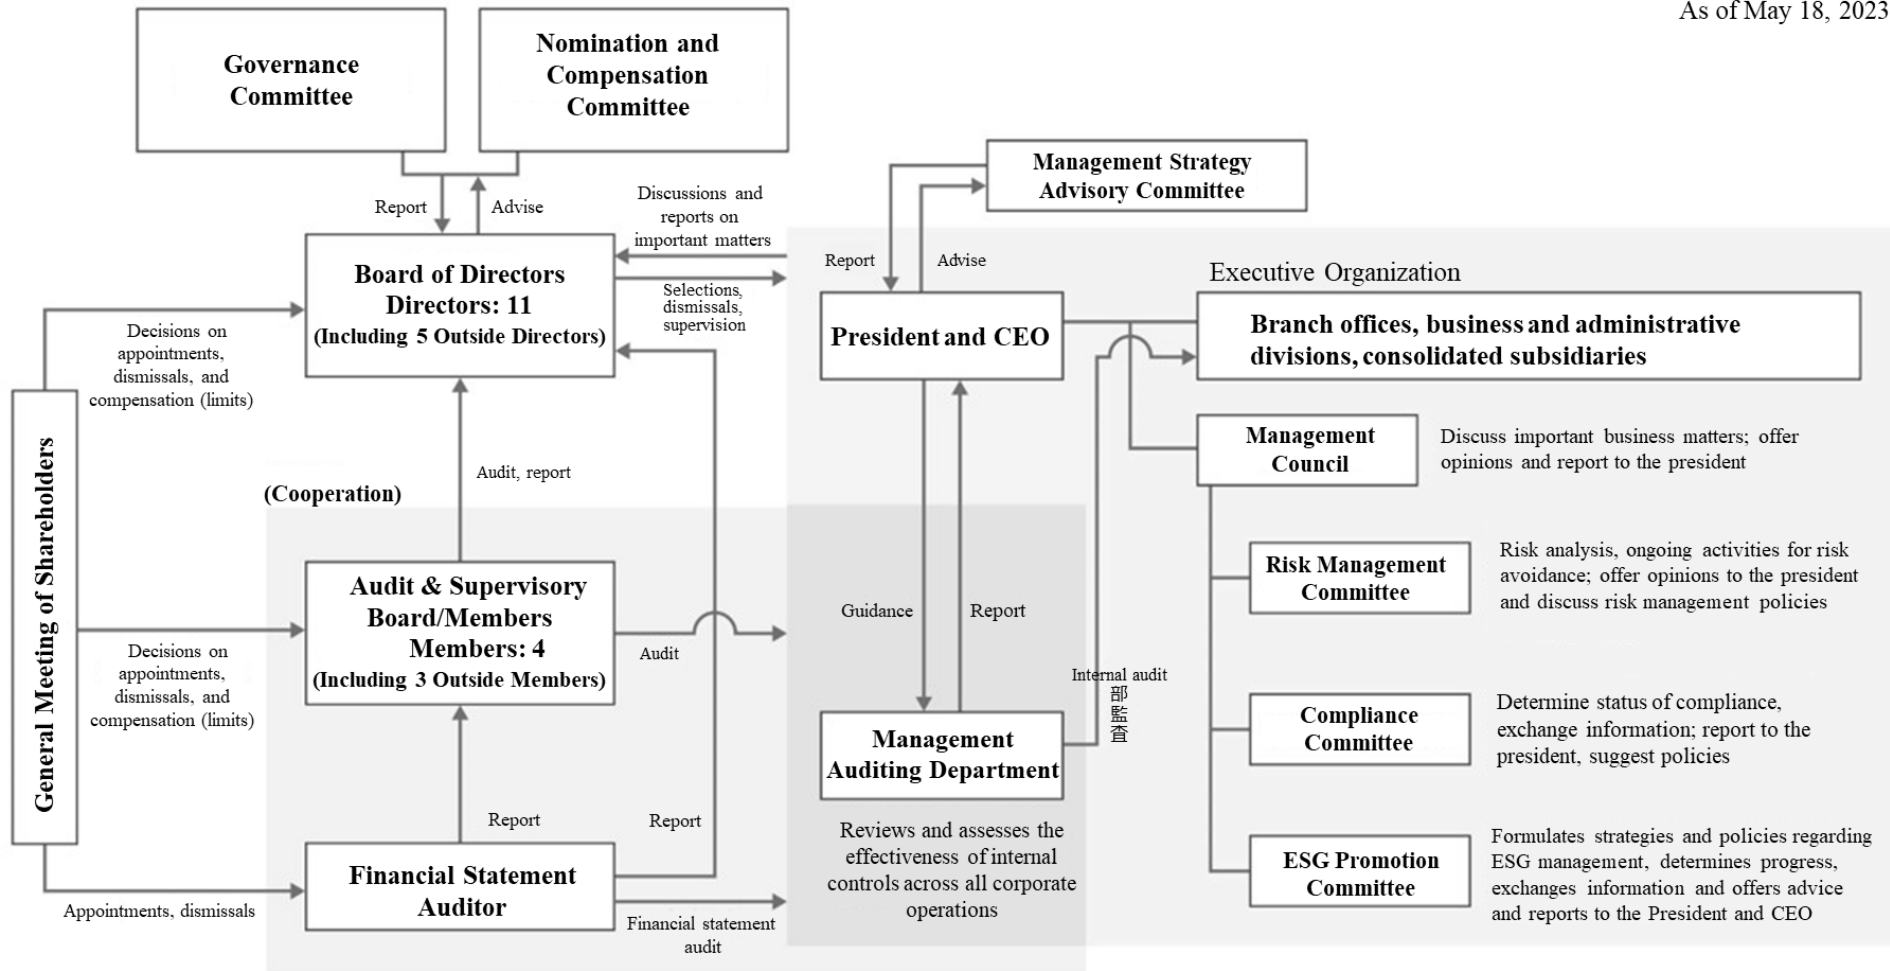 As of May 18, 2023
Governance
Committee
Nomination and
Compensation
Committee
Management Strategy
Advisory Committee
Report
Advise
Discussions and
reports on
important matters
Board of Directors
Directors: 11
(Including 5 Outside Directors)
Selections,
dismissals,
supervision
Report
Advise
Executive Organization
President and CEO
Branch offices, business and administrative
divisions, consolidated subsidiaries
Decisions on
appointments,
dismissals, and
compensation (limits)
General Meeting of Shareholders
Management
Council
Discuss important business matters; offer
opinions and report to the president
Audit, report
(Cooperation)
Audit & Supervisory
Board/Members
Members: 4
(Including 3 Outside Members)
Audit
Guidance
Report
Risk Management
Committee
Risk analysis, ongoing activities for risk
avoidance; offer opinions to the president
and discuss risk management policies
Decisions on
appointments,
dismissals, and
compensation (limits)
Internal audit
部
監
査
Management
Auditing Department
Compliance
Committee
Determine status of compliance,
exchange information; report to the
president, suggest policies
Report
Report
Reviews and assesses the
effectiveness of internal
controls across all corporate
operations
Financial Statement
Auditor
Appointments, dismissals
Financial statement
audit
ESG Promotion
Committee
Formulates strategies and policies regarding
ESG management, determines progress,
exchanges information and offers advice
and reports to the President and CEO